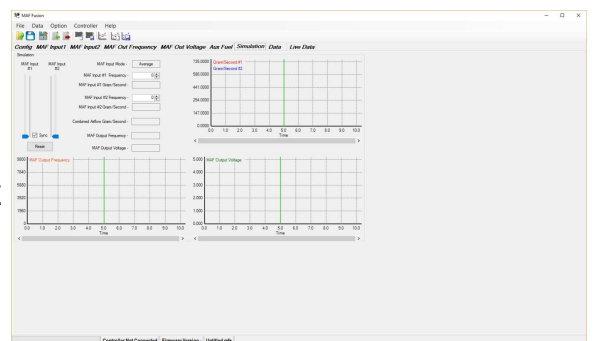 MAF Fusion
File Data Option Controller Help
Config MAF Input1 MAF Input2 MAF Out Frequency MAF Out Voltage Aux Fuel Simulation Data Live Data
Simulation
MAF Input #1
MAF Input #2
Sync
Reset
MAF Input Mode - Average
MAF Input #1 Frequency - 0
MAF Input #1 Gram/Second -
MAF Input #2 Frequency - 0
MAF Input #2 Gram/Second -
Combined Airflow Gram/Second -
MAF Output Frequency -
MAF Output Voltage -
Gram/Second #1
Gram/Second #2
735.0000
588.0000
441.0000
294.0000
147.0000
0.0000
0.0 1.0 2.0 3.0 4.0 5.0 6.0 7.0 8.0 9.0 10.0
Time
MAF Output Frequency
9800
7840
5880
3920
1960
0
0.0 1.0 2.0 3.0 4.0 5.0 6.0 7.0 8.0 9.0 10.0
Time
MAF Output Voltage
5.000
4.000
3.000
2.000
1.000
0.000
0.0 1.0 2.0 3.0 4.0 5.0 6.0 7.0 8.0 9.0 10.0
Time
Controller Not Connected Firmware Version - Untitled.mfs